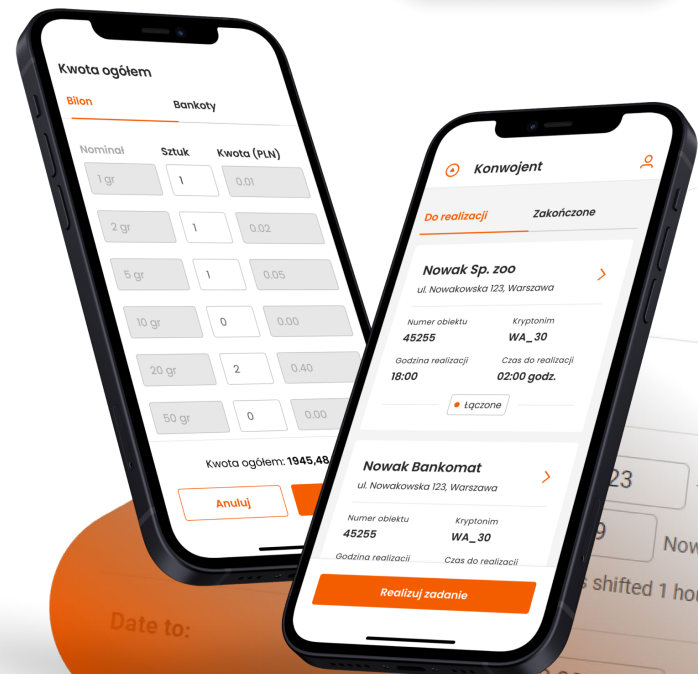 Kwota ogółem
Bilon Bankoty
Nominał Sztuk Kwota (PLN)
1 gr 1 0.01
2 gr 1 0.02
5 gr 1 0.05
10 gr 0 0.00
20 gr 2 0.40
50 gr 0 0.00
Kwota ogółem: 1945,48
Anuluj
Konwojent
Do realizacji Zakończone
Nowak Sp. zoo
ul. Nowakowska 123, Warszawa
Numer obiektu Kryptonim
45255 WA_30
Godzina realizacji Czas do realizacji
18:00 02:00 godz.
Łączone
Nowak Bankomat
ul. Nowakowska 123, Warszawa
Numer obiektu Kryptonim
45255 WA_30
Godzina realizacji Czas do realizacji
Realizuj zadanie
23
9 Now
shifted 1 hou
Date to: